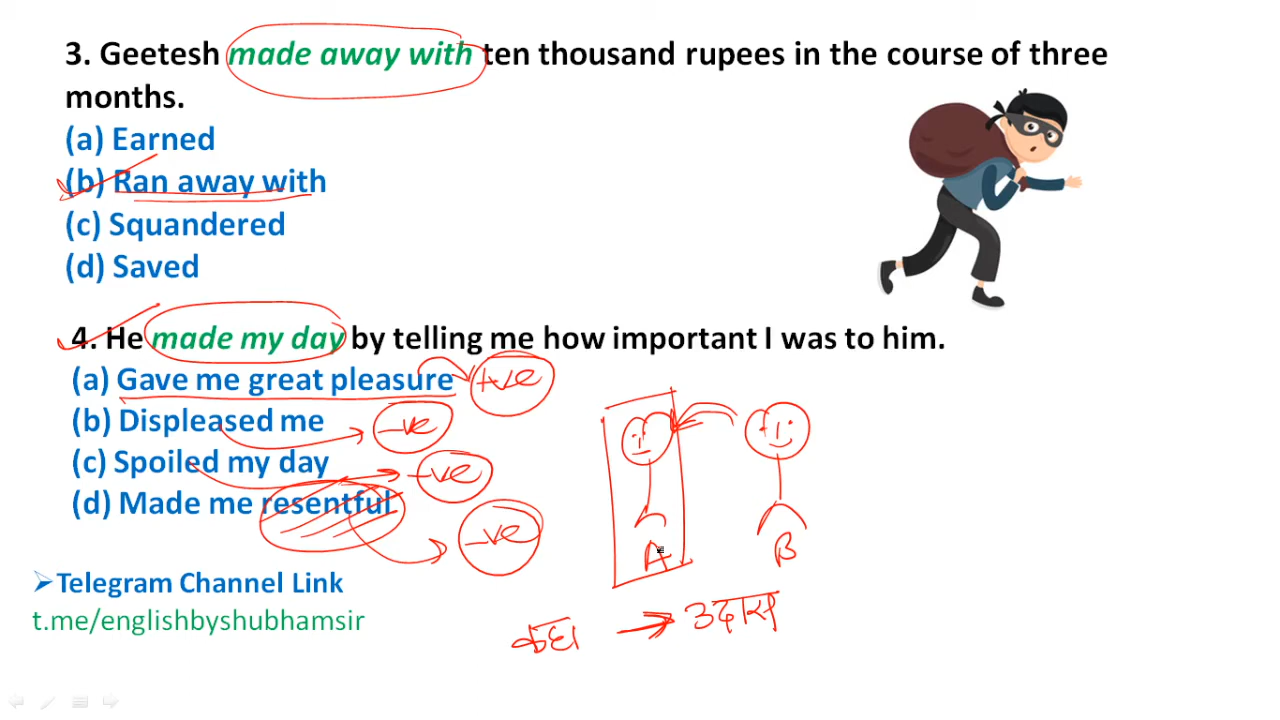 3. Geetesh made away with ten thousand rupees in the course of three
months.
(a) Earned
(b) Ran away with
(c) Squandered
(d) Saved
4. He made my day by telling me how important I was to him.
(a) Gave me great pleasure +ve
(b) Displeased me -ve
(c) Spoiled my day -ve
(d) Made me resentful -ve
A B
उदास
Telegram Channel Link
t.me/englishbyshubhamsir